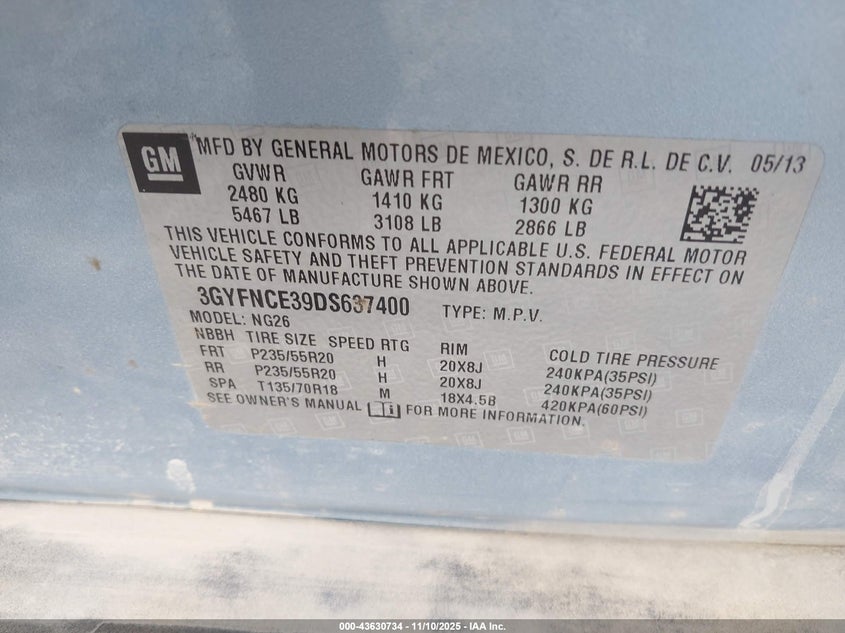 GM
MFD BY GENERAL MOTORS DE MEXICO, S. DE R.L. DE C.V. 05/13
GVWR GAWR FRT GAWR RR
2480 KG 1410 KG 1300 KG
5467 LB 3108 LB 2866 LB
THIS VEHICLE CONFORMS TO ALL APPLICABLE U.S. FEDERAL MOTOR
VEHICLE SAFETY AND THEFT PREVENTION STANDARDS IN EFFECT ON
THE DATE OF MANUFACTURE SHOWN ABOVE.
3GYFNCE39DS637400 TYPE: M.P.V.
MODEL: NG26
NBBH TIRE SIZE SPEED RTG RIM COLD TIRE PRESSURE
FRT P235/55R20 H 20X8J 240KPA(35PSI)
RR P235/55R20 H 20X8J 240KPA(35PSI)
SPA T135/70R18 M 18X4.5B 420KPA(60PSI)
SEE OWNER'S MANUAL FOR MORE INFORMATION.
000-43630734 - 11/10/2025 - IAA Inc.